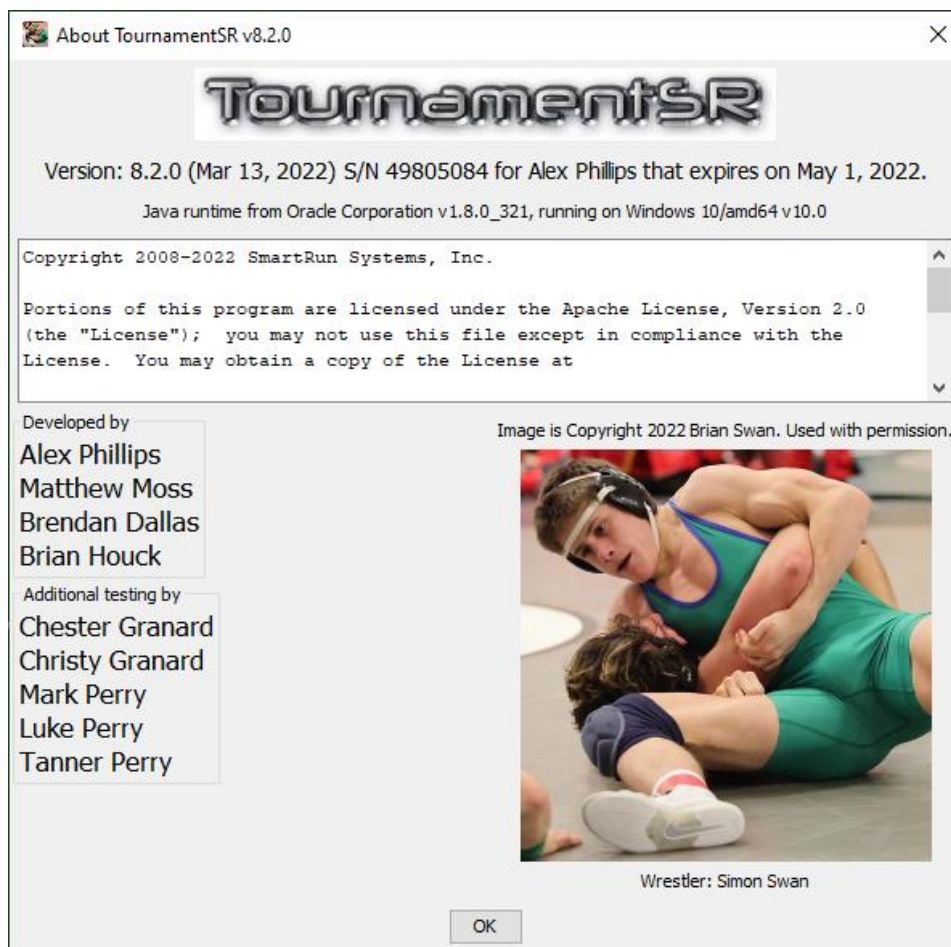 About TournamentSR v8.2.0
TournamentSR
Version: 8.2.0 (Mar 13, 2022) S/N 49805084 for Alex Phillips that expires on May 1, 2022.
Java runtime from Oracle Corporation v1.8.0_321, running on Windows 10/amd64 v10.0
Copyright 2008-2022 SmartRun Systems, Inc.
Portions of this program are licensed under the Apache License, Version 2.0
(the "License");  you may not use this file except in compliance with the
License.  You may obtain a copy of the License at
Developed by
Alex Phillips
Matthew Moss
Brendan Dallas
Brian Houck
Additional testing by
Chester Granard
Christy Granard
Mark Perry
Luke Perry
Tanner Perry
Image is Copyright 2022 Brian Swan. Used with permission.
Wrestler: Simon Swan
OK